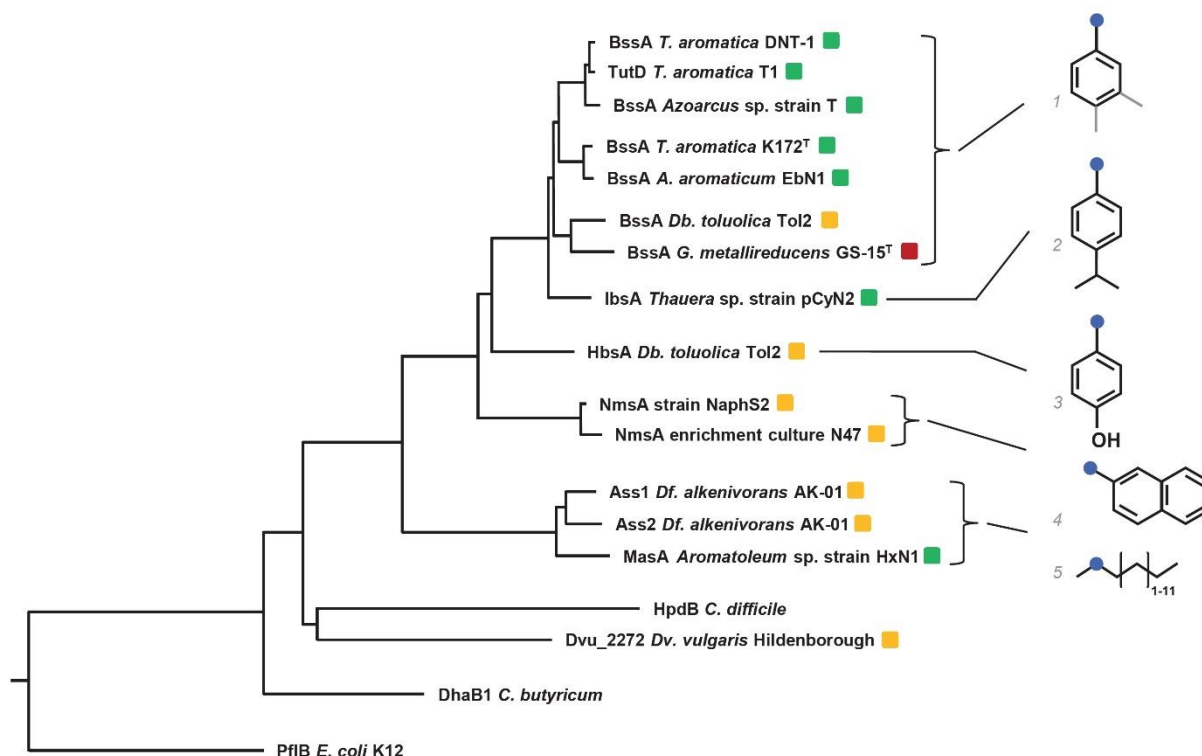 BssA T. aromatica DNT-1
TutD T. aromatica T1
BssA Azoarcus sp. strain T
BssA T. aromatica K172ᵀ
BssA A. aromaticum EbN1
BssA Db. toluolica Tol2
BssA G. metallireducens GS-15ᵀ
IbsA Thauera sp. strain pCyN2
HbsA Db. toluolica Tol2
NmsA strain NaphS2
NmsA enrichment culture N47
Ass1 Df. alkenivorans AK-01
Ass2 Df. alkenivorans AK-01
MasA Aromatoleum sp. strain HxN1
HpdB C. difficile
Dvu_2272 Dv. vulgaris Hildenborough
DhaB1 C. butyricum
PflB E. coli K12
1
2
3
OH
4
5
1-11